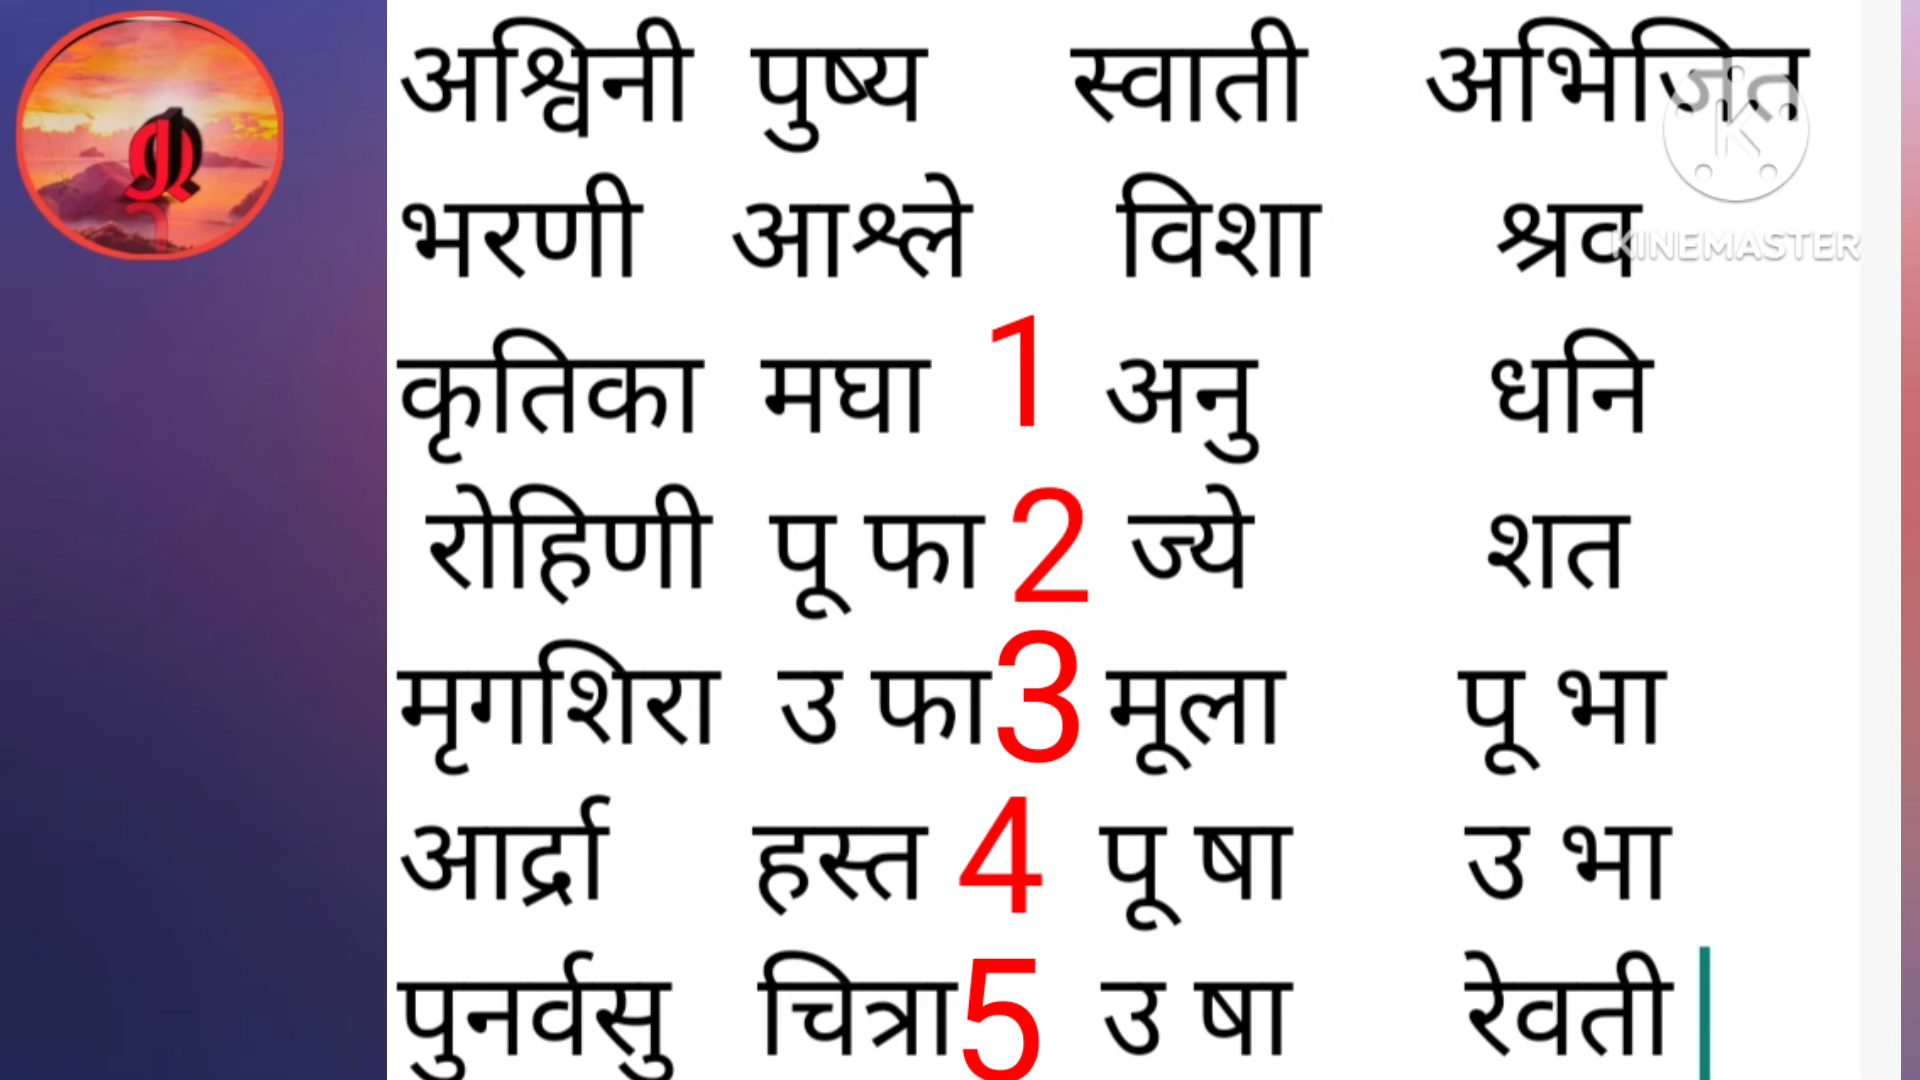 अश्विनी पुष्य स्वाती अभिजित
भरणी आश्ले विशा श्रव
KINEMASTER
कृतिका मघा 1 अनु धनि
रोहिणी पू फा 2 ज्ये शत
मृगशिरा उ फा 3 मूला पू भा
आर्द्रा हस्त 4 पू षा उ भा
पुनर्वसु चित्रा 5 उ षा रेवती